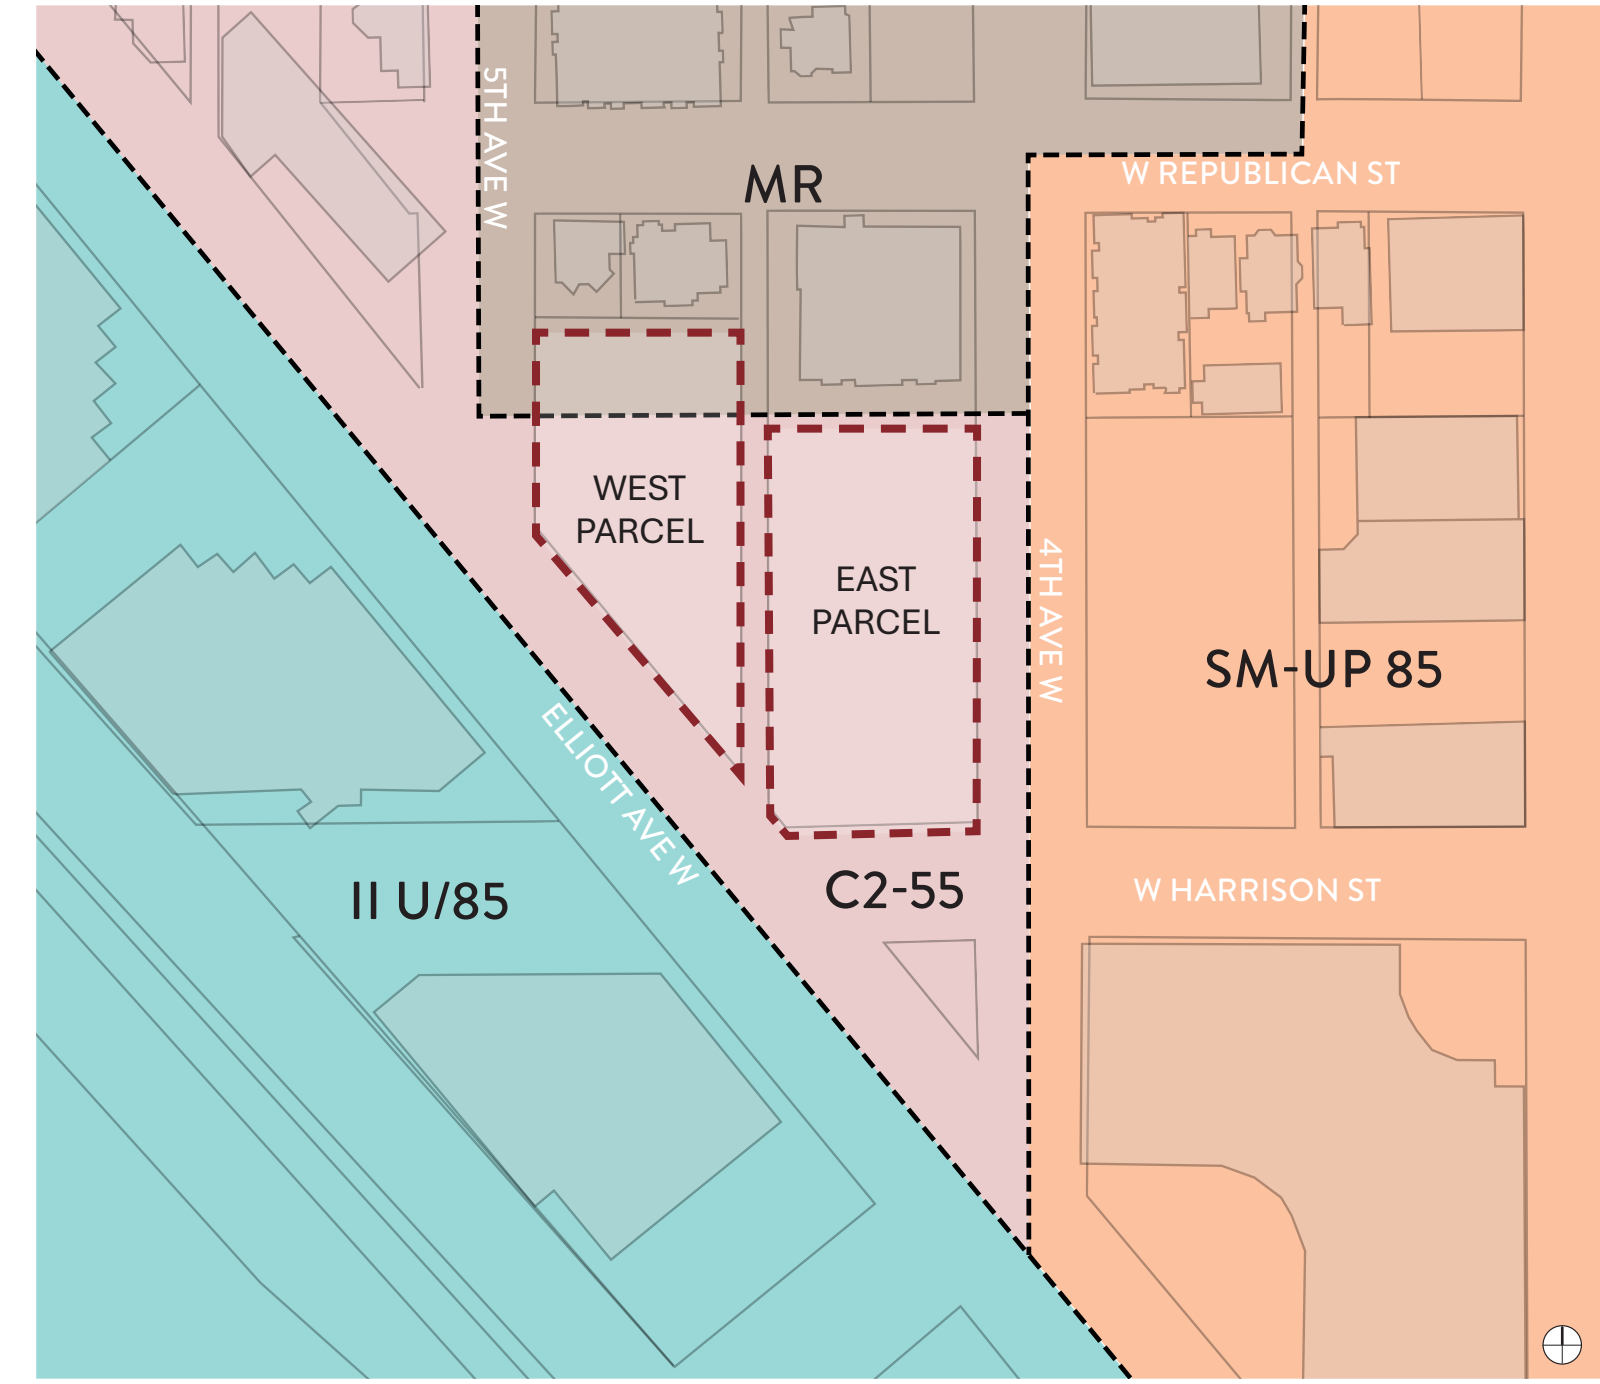 5TH AVE W
MR
W REPUBLICAN ST
WEST
PARCEL
EAST
PARCEL
4TH AVE W
SM-UP 85
ELLIOTT AVE W
II U/85
C2-55
W HARRISON ST